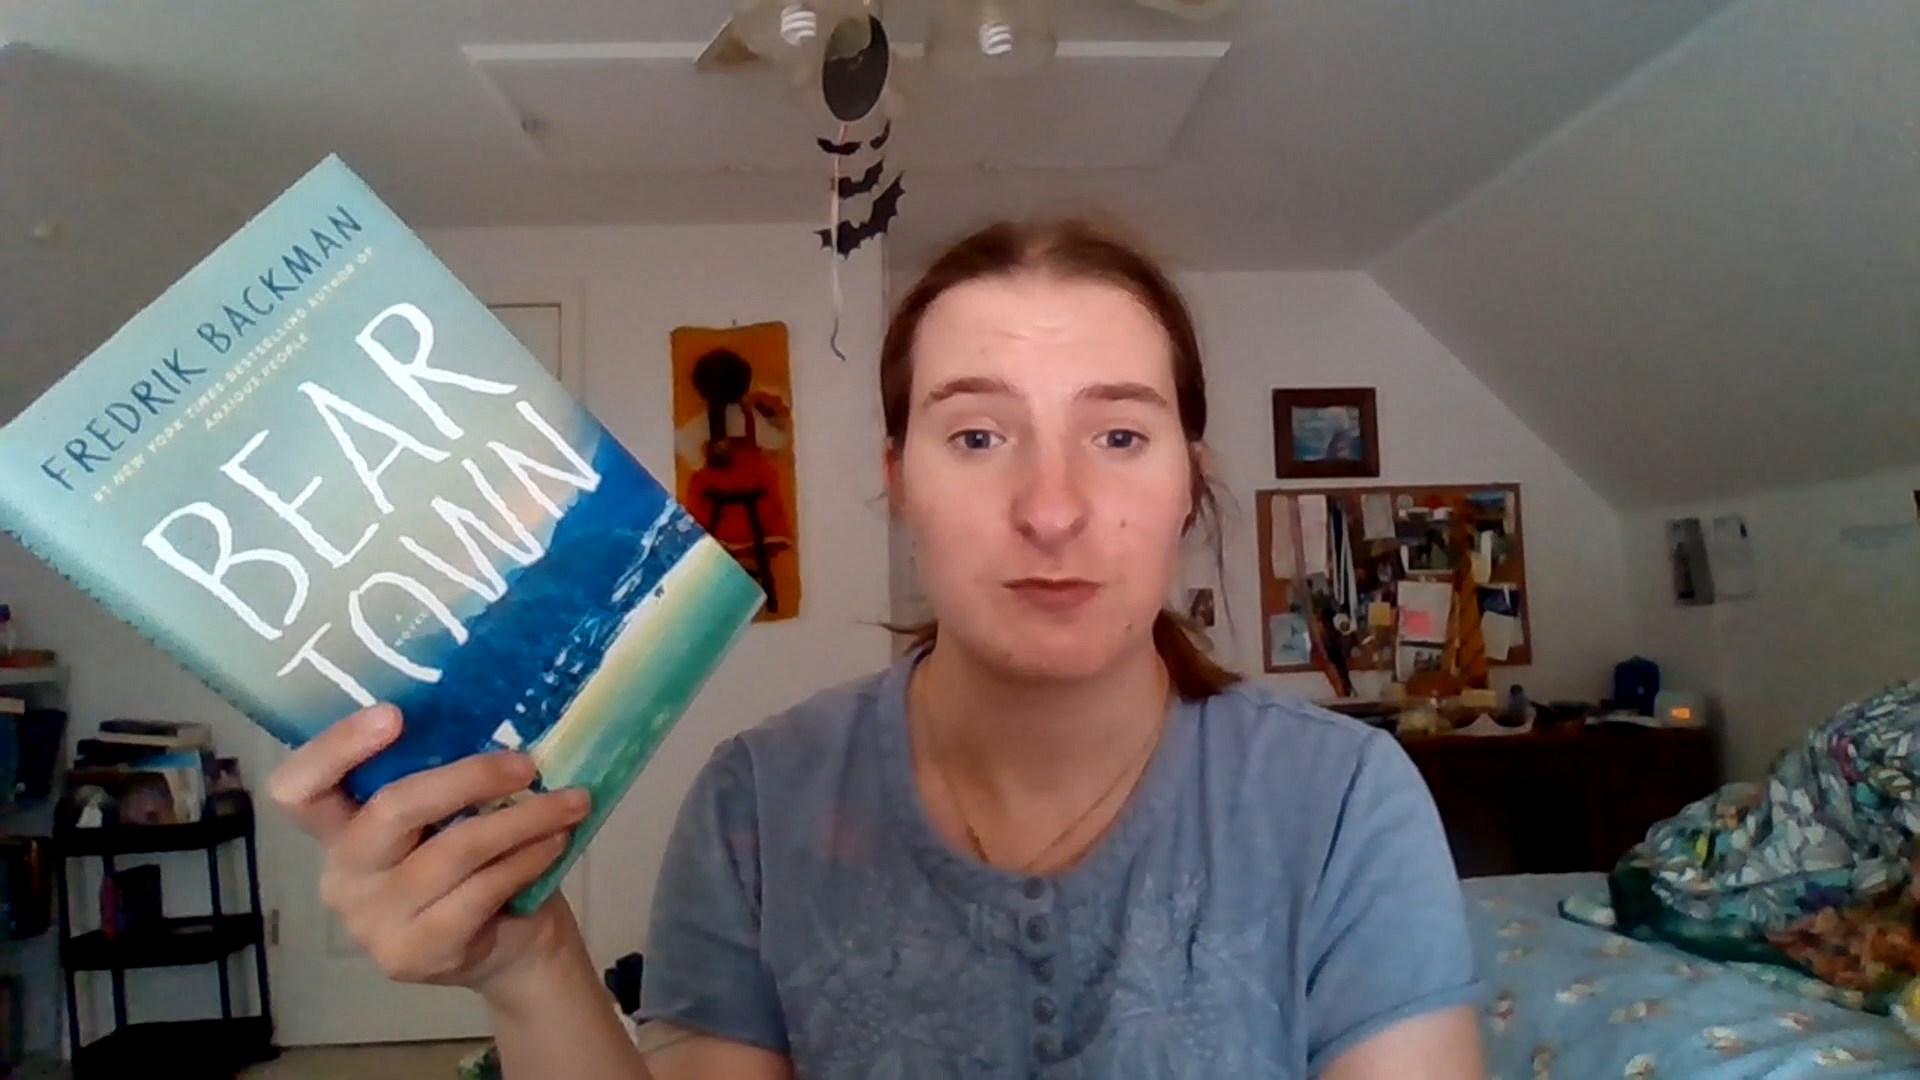 FREDRIK BACKMAN
#1 NEW YORK TIMES BESTSELLING AUTHOR OF
ANXIOUS PEOPLE
BEAR
TOWN
A
NOVEL